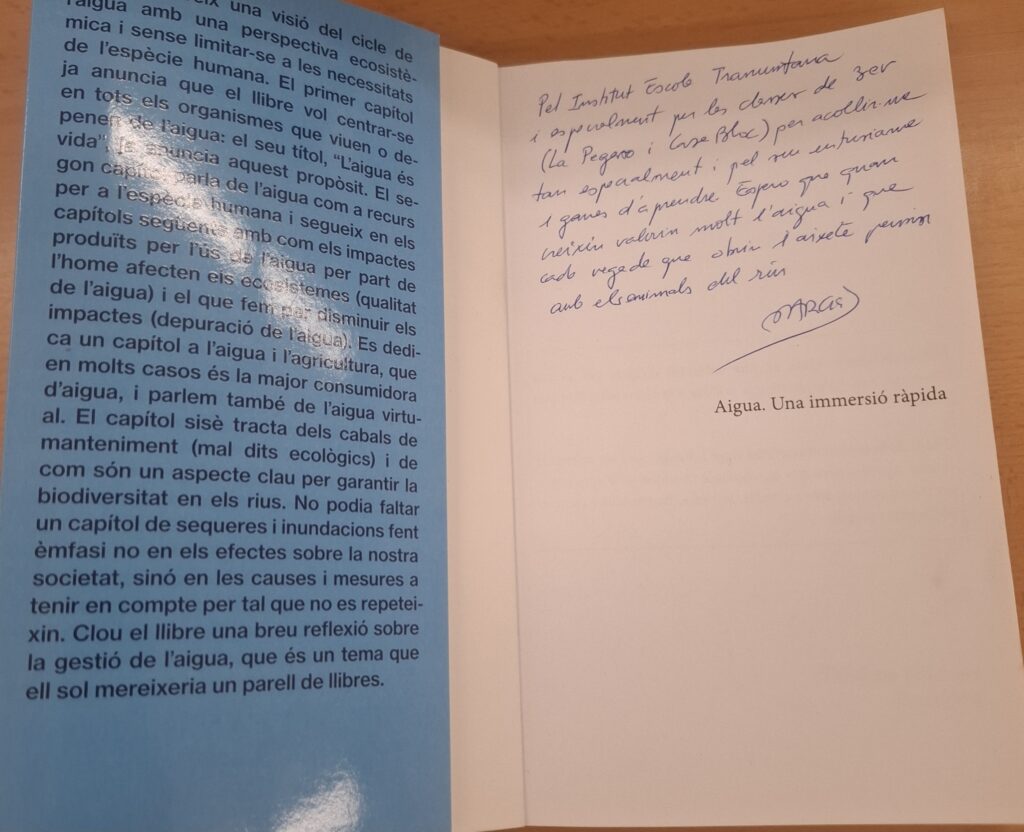 eix una visió del cicle de
l'aigua amb una perspectiva ecosistè-
mica i sense limitar-se a les necessitats
de l'espècie humana. El primer capítol
ja anuncia que el llibre vol centrar-se
en tots els organismes que viuen o de-
penen de l'aigua: el seu títol, "L'aigua és
vida" ja anuncia aquest propòsit. El se-
gon capítol parla de l'aigua com a recurs
per a l'espècie humana i segueix en els
capítols següents amb com els impactes
produïts per l'ús de l'aigua per part de
l'home afecten els ecosistemes (qualitat
de l'aigua) i el que fem per disminuir els
impactes (depuració de l'aigua). Es dedi-
ca un capítol a l'aigua i l'agricultura, que
en molts casos és la major consumidora
d'aigua, i parlem també de l'aigua virtu-
al. El capítol sisè tracta dels cabals de
manteniment (mal dits ecològics) i de
com són un aspecte clau per garantir la
biodiversitat en els rius. No podia faltar
un capítol de sequeres i inundacions fent
èmfasi no en els efectes sobre la nostra
societat, sinó en les causes i mesures a
tenir en compte per tal que no es repetei-
xin. Clou el llibre una breu reflexió sobre
la gestió de l'aigua, que és un tema que
ell sol mereixeria un parell de llibres.
Pel Institut Escola Tramuntana
i especialment per les classes de 3er
(La Pegaso i Casa Bloc) per acollir-me
tan especialment i pel seu entusiasme
i ganes d'aprendre. Espero que quan
creixin valorin molt l'aigua i que
cada vegada que obrin l'aixeta pensin
amb els animals del riu
NARCÍS
Aigua. Una immersió ràpida